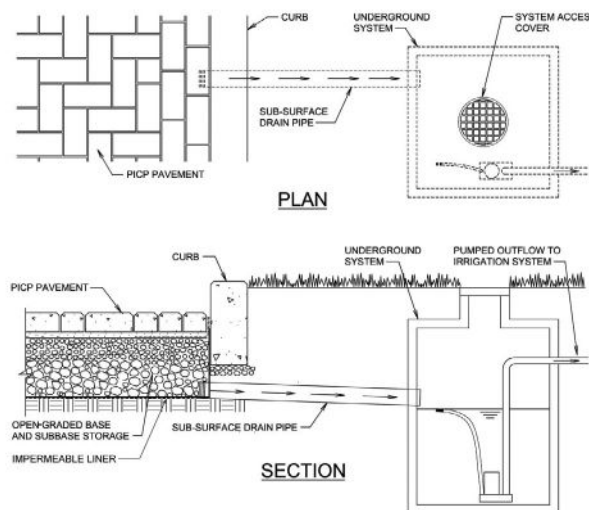 CURB
UNDERGROUND
SYSTEM
SYSTEM ACCESS
COVER
SUB-SURFACE
DRAIN PIPE
PICP PAVEMENT
PLAN
CURB
PICP PAVEMENT
UNDERGROUND
SYSTEM
PUMPED OUTFLOW TO
IRRIGATION SYSTEM
OPEN-GRADED BASE
AND SUBBASE STORAGE
IMPERMEABLE LINER
SUB-SURFACE DRAIN PIPE
SECTION